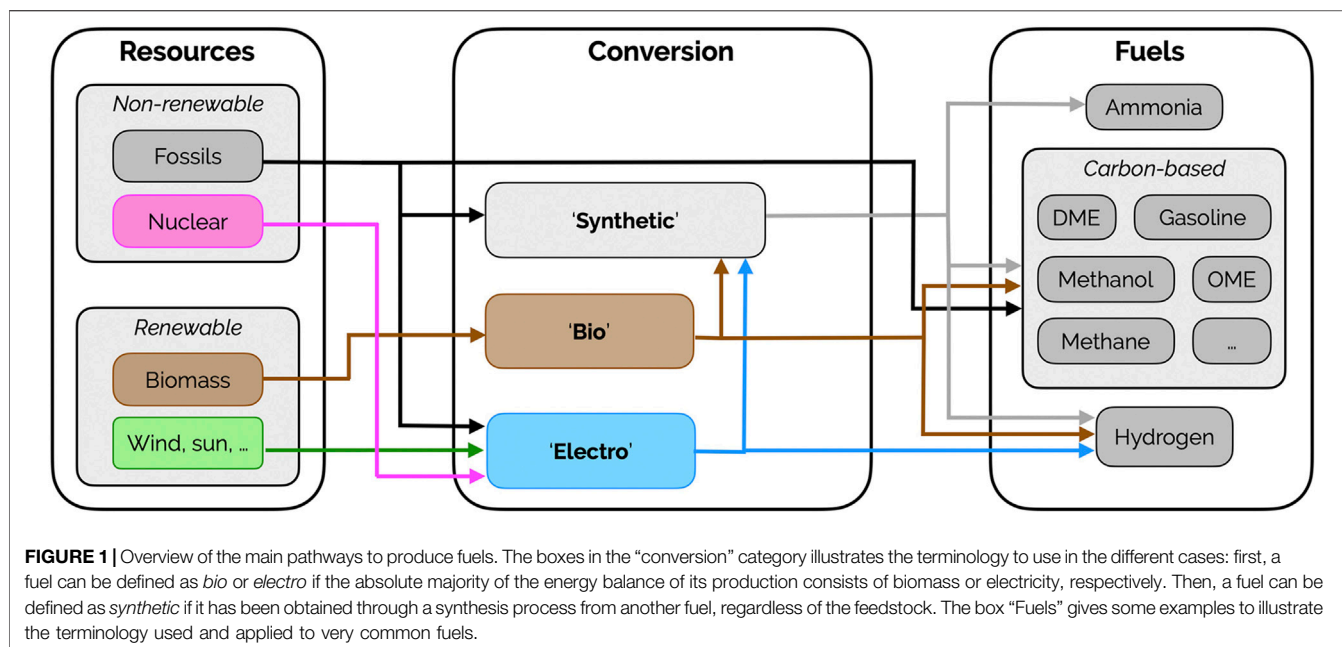 Resources
Non-renewable
Fossils
Nuclear
Renewable
Biomass
Wind, sun, ...
Conversion
'Synthetic'
'Bio'
'Electro'
Fuels
Ammonia
Carbon-based
DME
Gasoline
Methanol
OME
Methane
...
Hydrogen
FIGURE 1 | Overview of the main pathways to produce fuels. The boxes in the “conversion” category illustrates the terminology to use in the different cases: first, a
fuel can be defined as bio or electro if the absolute majority of the energy balance of its production consists of biomass or electricity, respectively. Then, a fuel can be
defined as synthetic if it has been obtained through a synthesis process from another fuel, regardless of the feedstock. The box “Fuels” gives some examples to illustrate
the terminology used and applied to very common fuels.